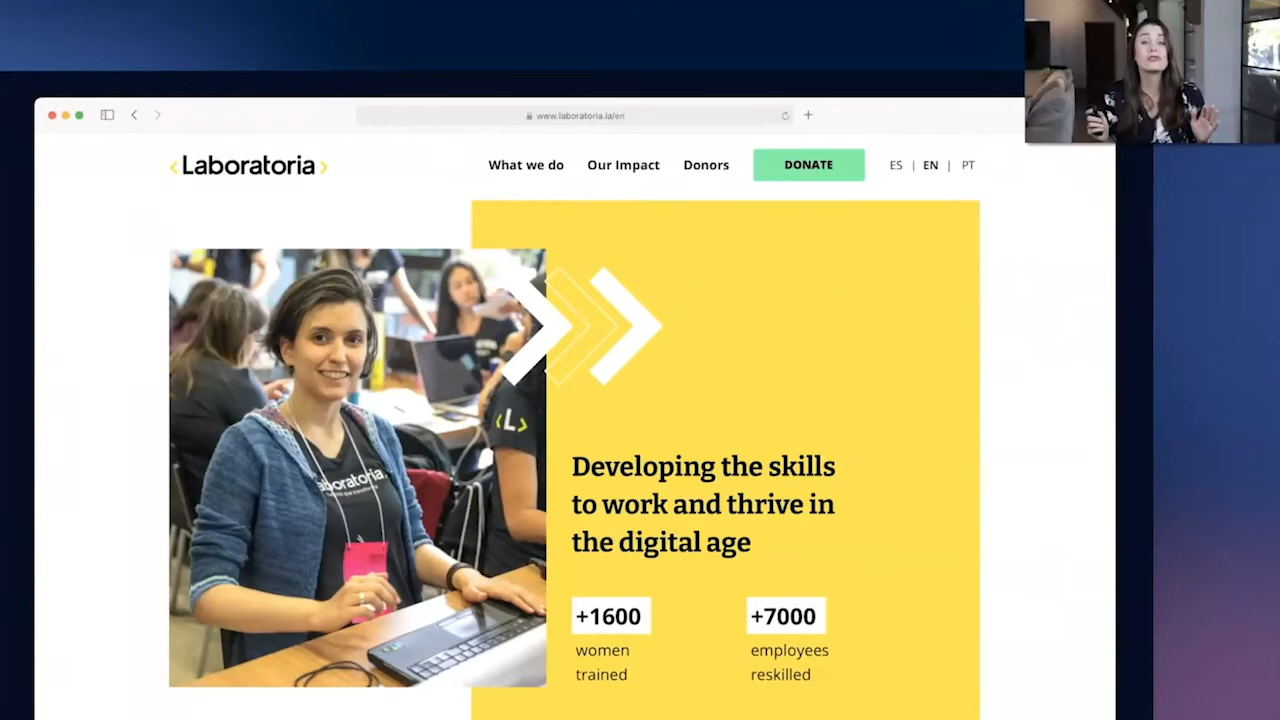 www.laboratoria.la/en
‹Laboratoria›
What we do
Our Impact
Donors
DONATE
ES | EN | PT
‹L›
laboratoria
Developing the skills
to work and thrive in
the digital age
+1600
women
trained
+7000
employees
reskilled